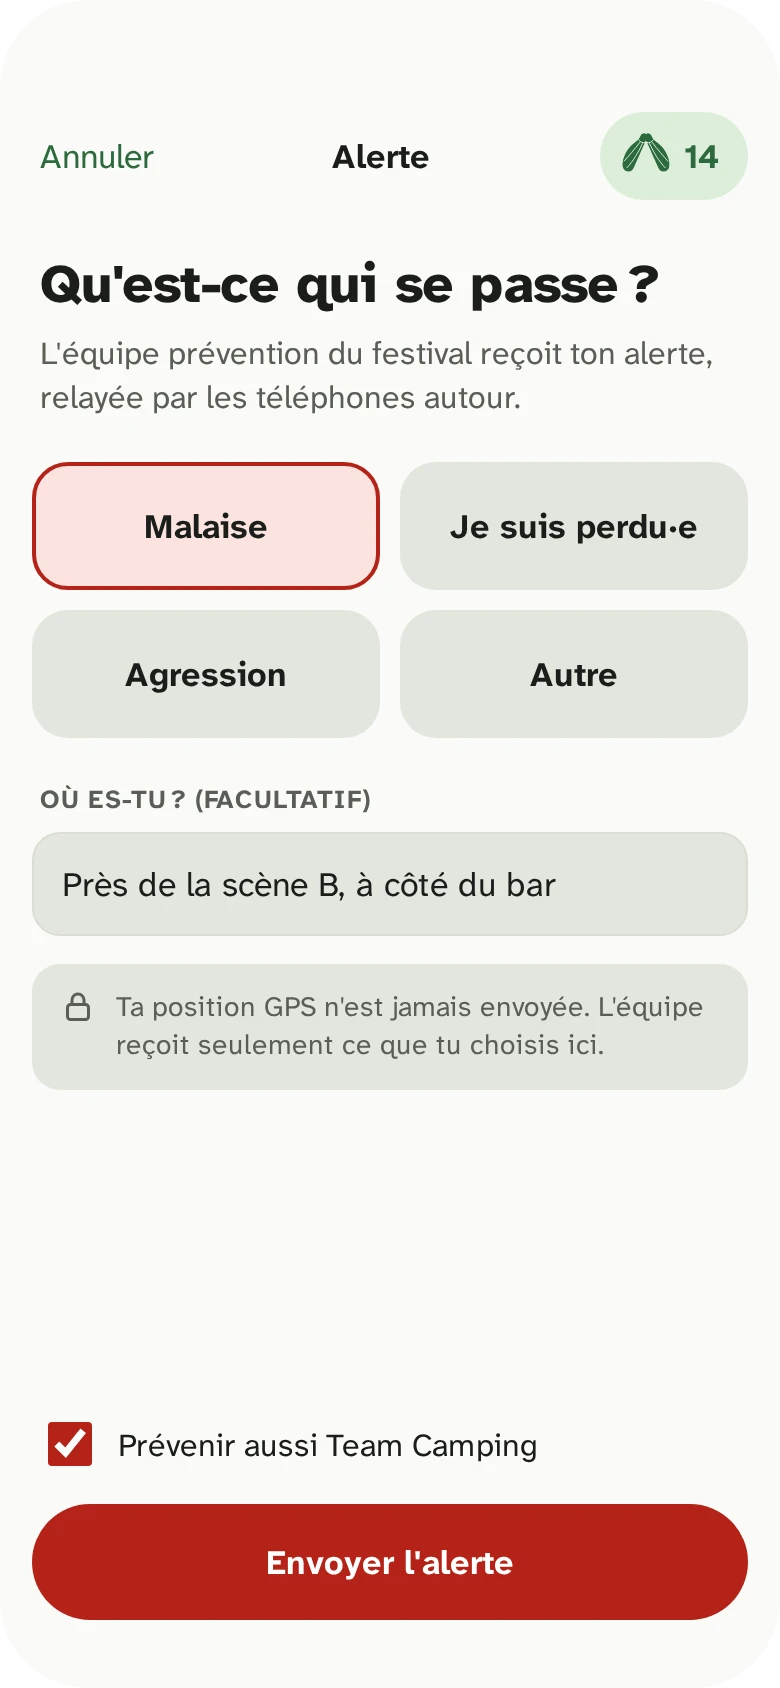 Annuler
Alerte
14
Qu'est-ce qui se passe ?
L'équipe prévention du festival reçoit ton alerte,
relayée par les téléphones autour.
Malaise
Je suis perdu·e
Agression
Autre
OÙ ES-TU ? (FACULTATIF)
Près de la scène B, à côté du bar
Ta position GPS n'est jamais envoyée. L'équipe
reçoit seulement ce que tu choisis ici.
Prévenir aussi Team Camping
Envoyer l'alerte